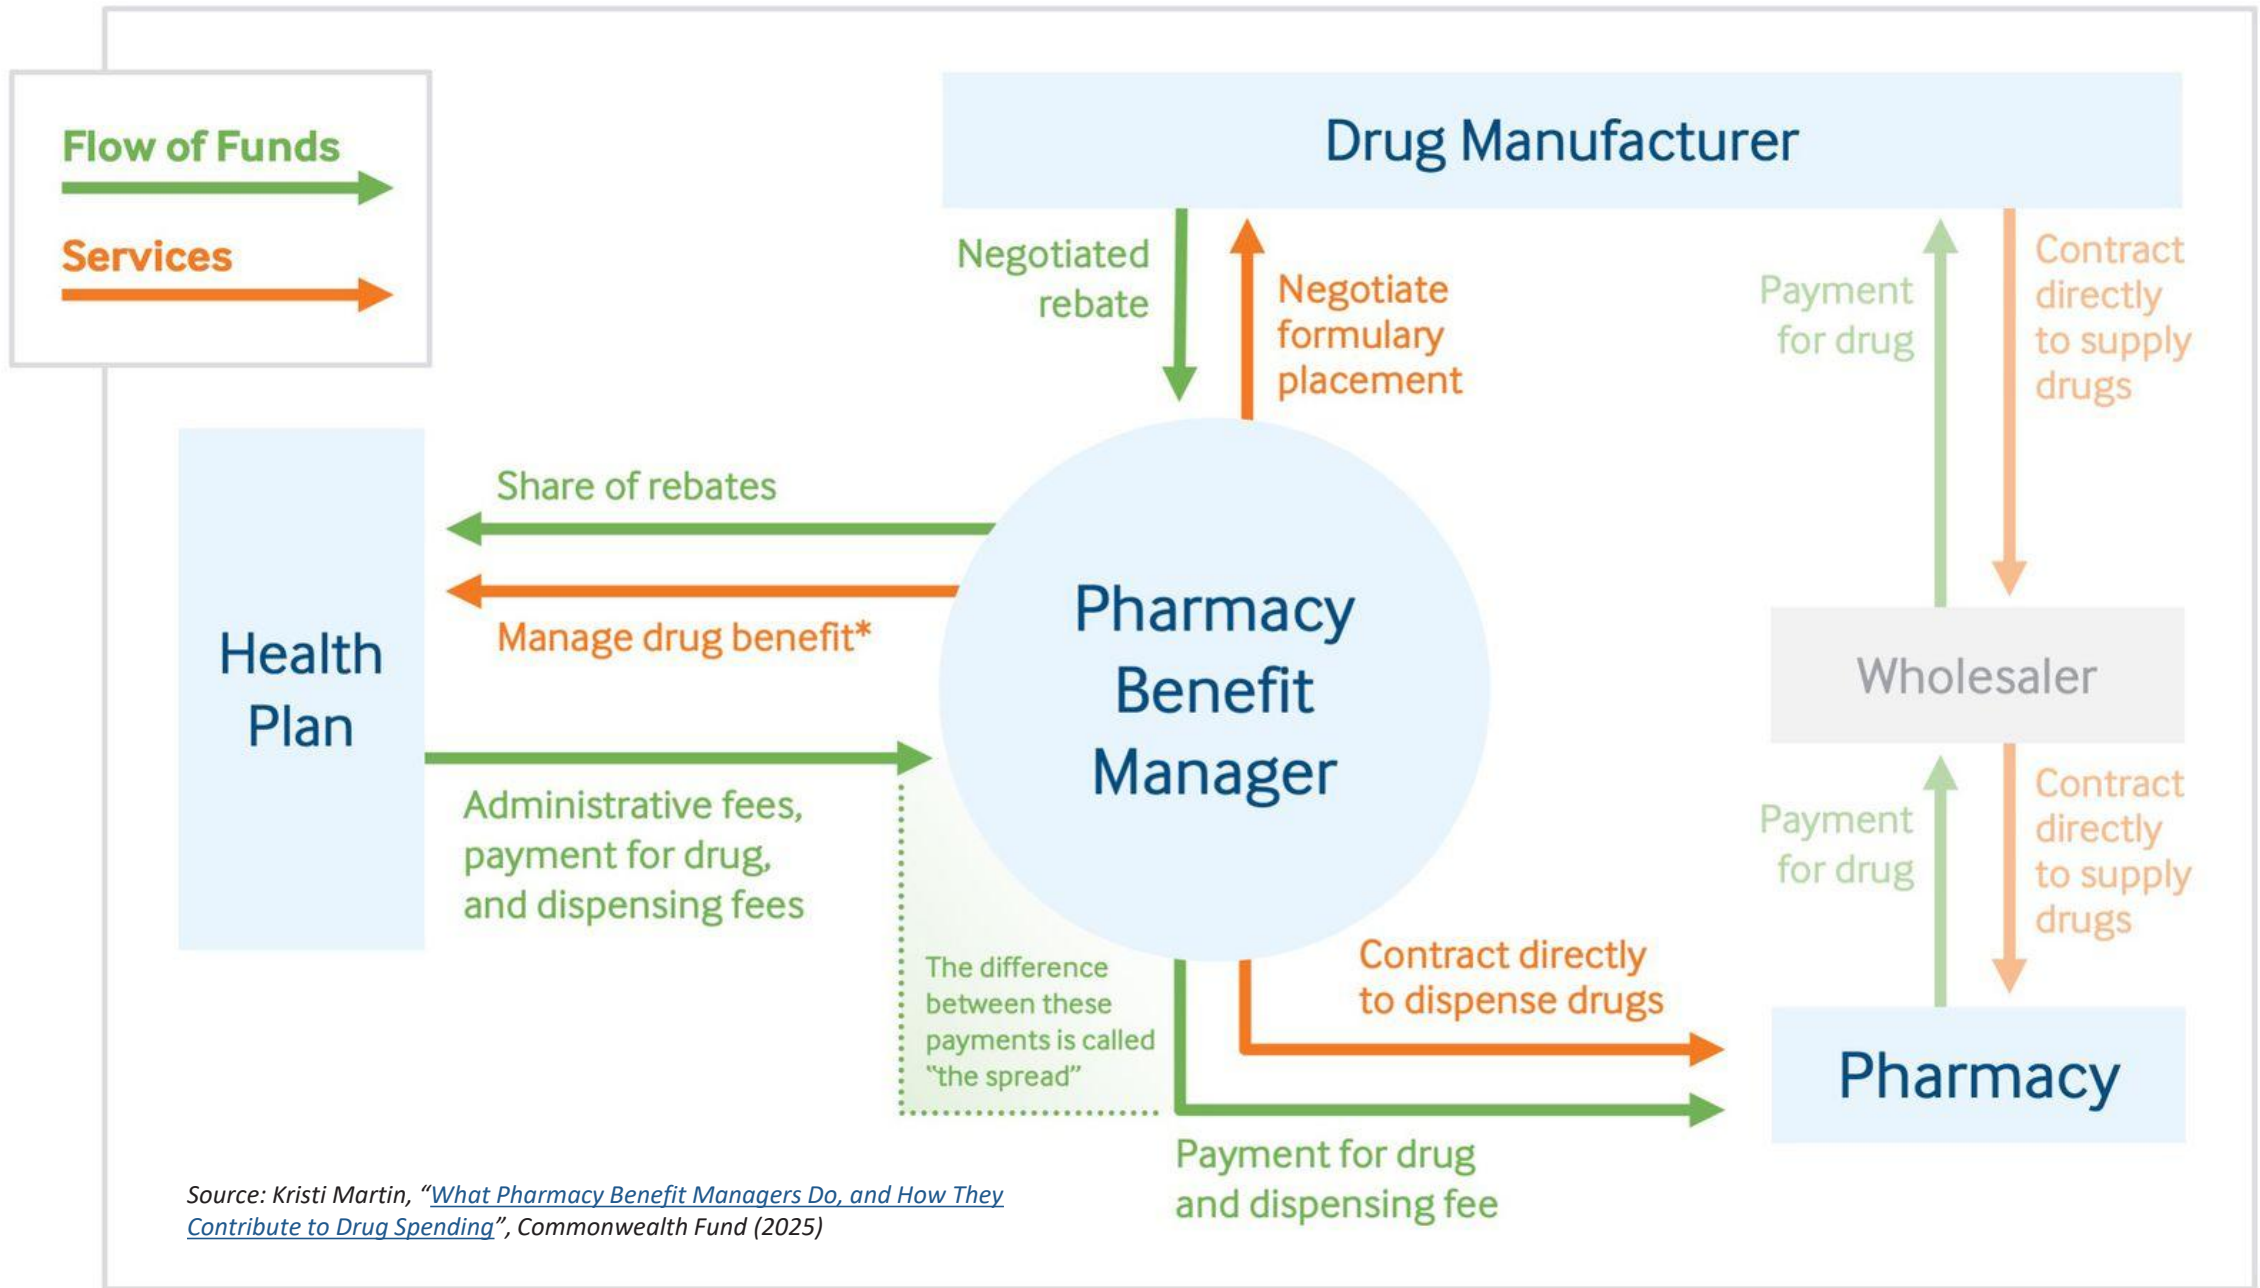 Flow of Funds
Services
Drug Manufacturer
Negotiated
rebate
Negotiate
formulary
placement
Payment
for drug
Contract
directly
to supply
drugs
Share of rebates
Manage drug benefit*
Health
Plan
Pharmacy
Benefit
Manager
Wholesaler
Administrative fees,
payment for drug,
and dispensing fees
Payment
for drug
Contract
directly
to supply
drugs
The difference
between these
payments is called
“the spread”
Contract directly
to dispense drugs
Pharmacy
Payment for drug
and dispensing fee
Source: Kristi Martin, “What Pharmacy Benefit Managers Do, and How They
Contribute to Drug Spending”, Commonwealth Fund (2025)